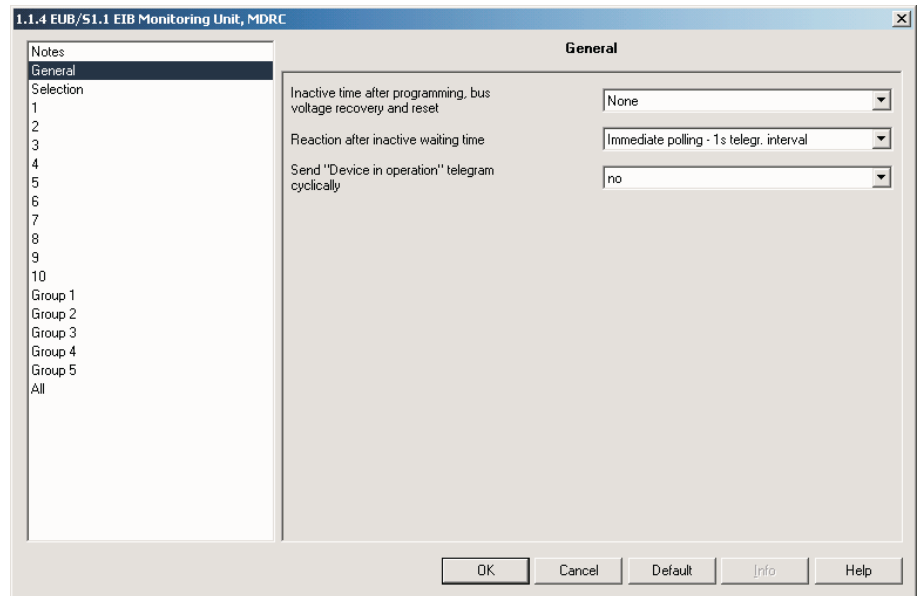 1.1.4 EUB/S1.1 EIB Monitoring Unit, MDRC
Notes
General
Selection
1
2
3
4
5
6
7
8
9
10
Group 1
Group 2
Group 3
Group 4
Group 5
All
General
Inactive time after programming, bus
voltage recovery and reset
None
Reaction after inactive waiting time
Immediate polling - 1s telegr. interval
Send "Device in operation" telegram
cyclically
no
OK
Cancel
Default
Info
Help